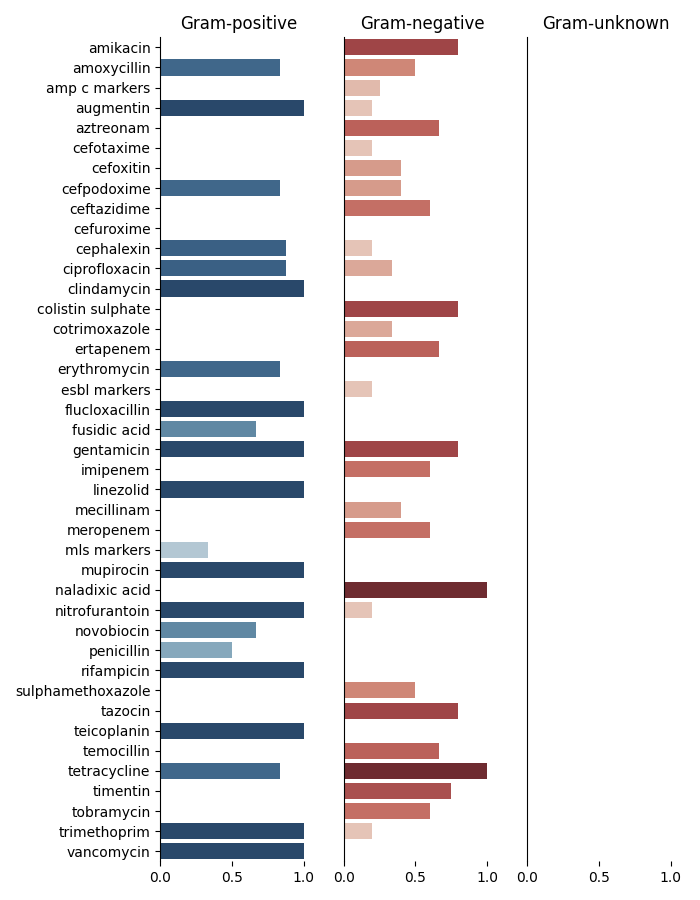 Gram-positive Gram-negative Gram-unknown
amikacin
amoxycillin
amp c markers
augmentin
aztreonam
cefotaxime
cefoxitin
cefpodoxime
ceftazidime
cefuroxime
cephalexin
ciprofloxacin
clindamycin
colistin sulphate
cotrimoxazole
ertapenem
erythromycin
esbl markers
flucloxacillin
fusidic acid
gentamicin
imipenem
linezolid
mecillinam
meropenem
mls markers
mupirocin
naladixic acid
nitrofurantoin
novobiocin
penicillin
rifampicin
sulphamethoxazole
tazocin
teicoplanin
temocillin
tetracycline
timentin
tobramycin
trimethoprim
vancomycin
0.0 0.5 1.0 0.0 0.5 1.0 0.0 0.5 1.0